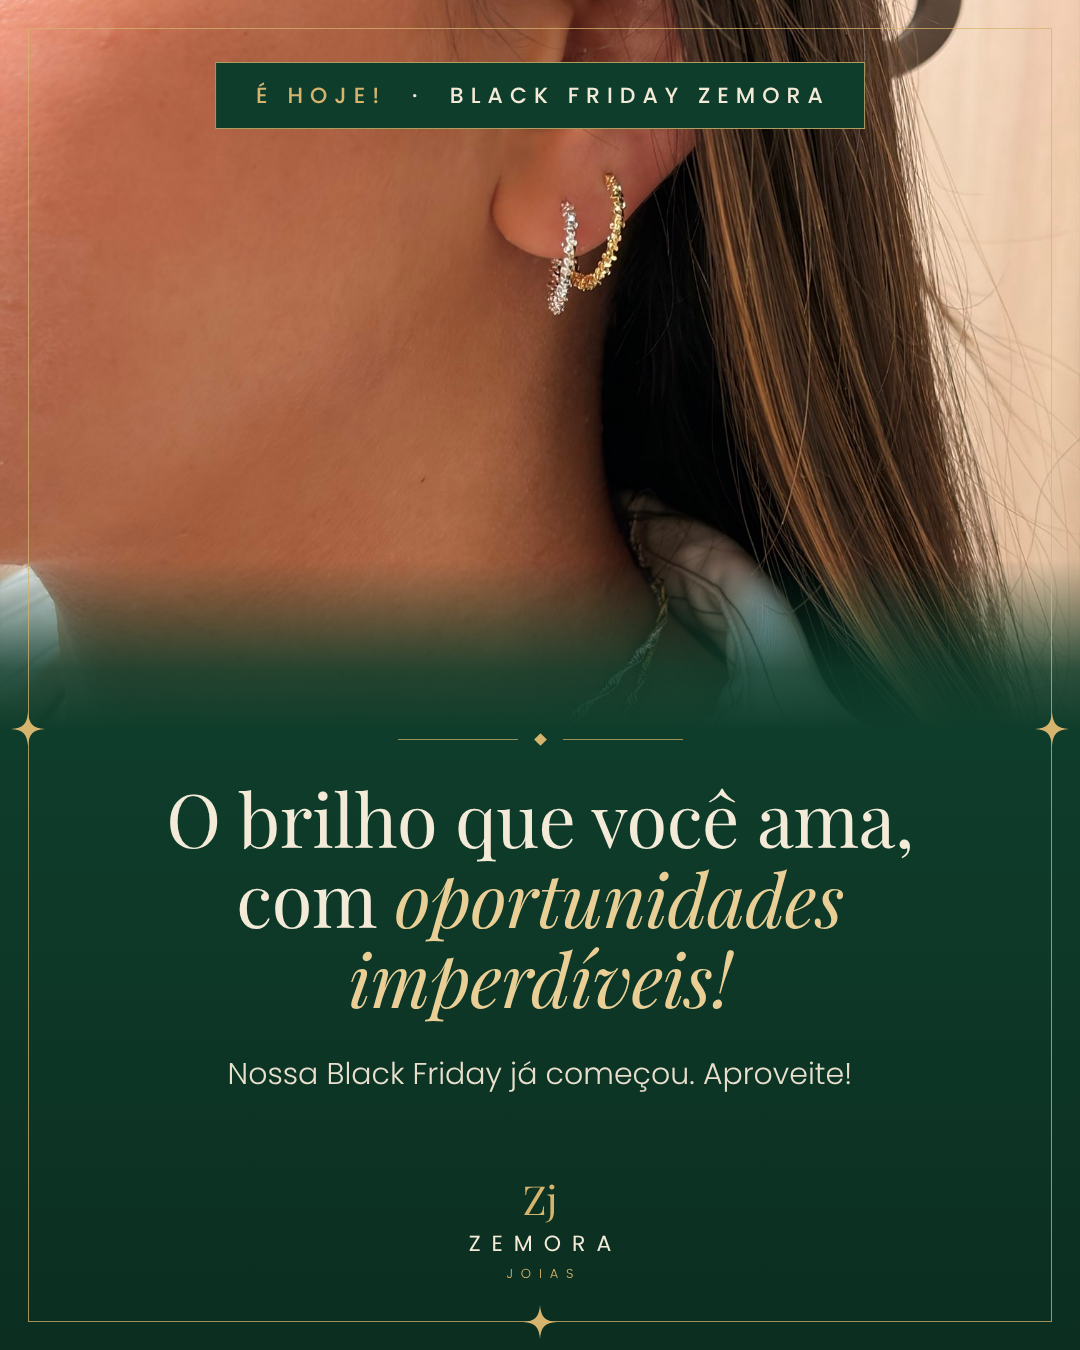 É HOJE! · BLACK FRIDAY ZEMORA
O brilho que você ama,
com oportunidades
imperdíveis!
Nossa Black Friday já começou. Aproveite!
Zj
ZEMORA
JOIAS